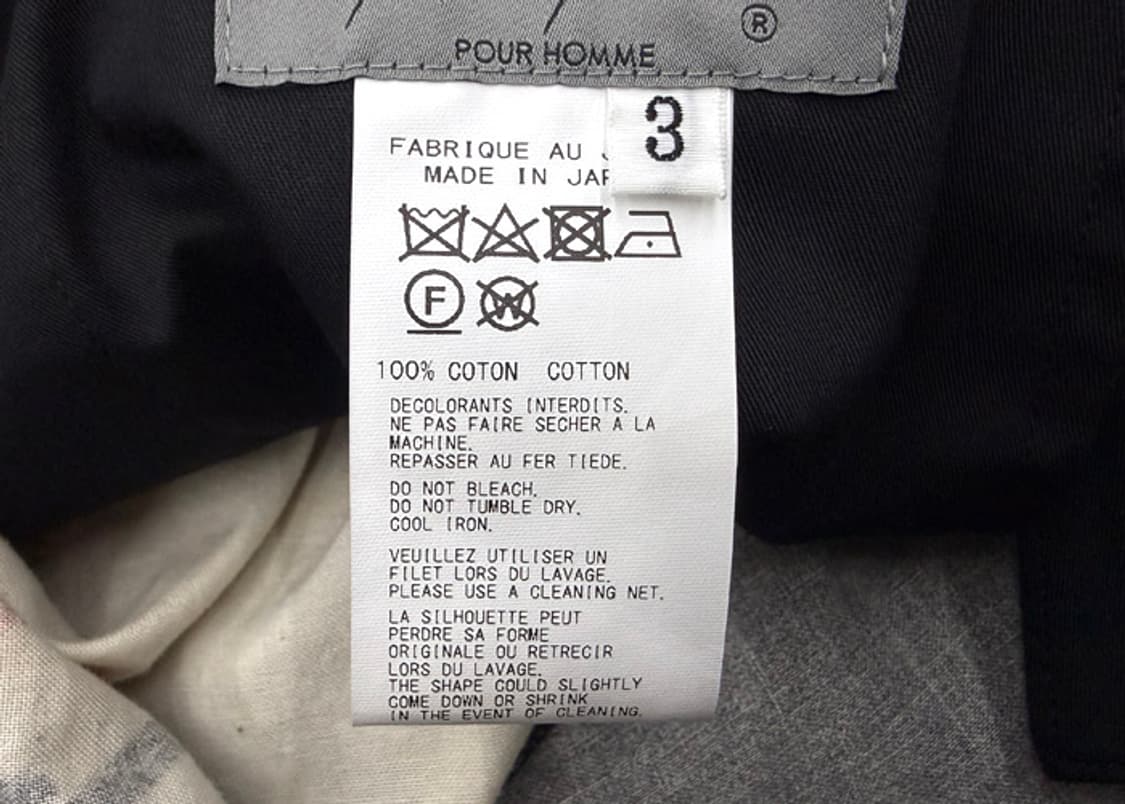 ®
POUR HOMME
3
FABRIQUE AU
MADE IN JAP
F
W
100% COTON COTTON
DECOLORANTS INTERDITS.
NE PAS FAIRE SECHER A LA
MACHINE.
REPASSER AU FER TIEDE.
DO NOT BLEACH.
DO NOT TUMBLE DRY.
COOL IRON.
VEUILLEZ UTILISER UN
FILET LORS DU LAVAGE.
PLEASE USE A CLEANING NET.
LA SILHOUETTE PEUT
PERDRE SA FORME
ORIGINALE OU RETRECIR
LORS DU LAVAGE.
THE SHAPE COULD SLIGHTLY
COME DOWN OR SHRINK
IN THE EVENT OF CLEANING.